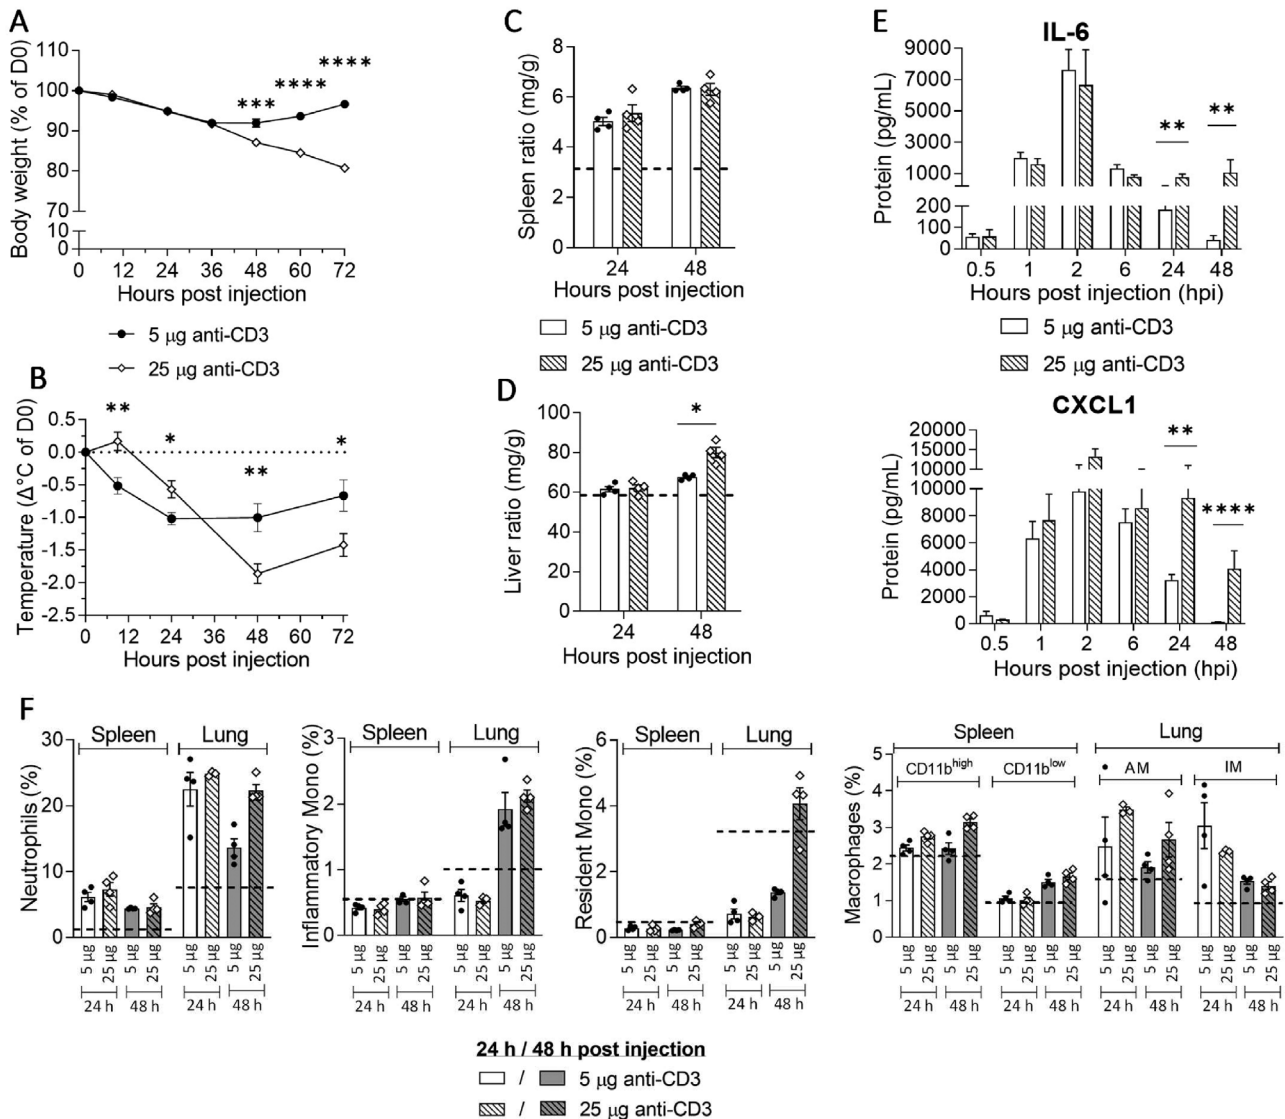 A
Body weight (% of D0)
110
100
90
80
70
10
0
***
****
****
0 12 24 36 48 60 72
Hours post injection
5 μg anti-CD3
25 μg anti-CD3
B
Temperature (Δ°C of D0)
0.5
0.0
-0.5
-1.0
-1.5
-2.0
-2.5
**
*
**
*
0 12 24 36 48 60 72
Hours post injection
C
Spleen ratio (mg/g)
8
6
4
2
0
24 48
Hours post injection
5 μg anti-CD3
25 μg anti-CD3
D
Liver ratio (mg/g)
100
80
60
40
20
0
*
24 48
Hours post injection
E
IL-6
Protein (pg/mL)
9000
7000
5000
3000
1000
200
100
0
**
**
0.5 1 2 6 24 48
Hours post injection (hpi)
5 μg anti-CD3
25 μg anti-CD3
CXCL1
Protein (pg/mL)
20000
15000
10000
8000
6000
4000
2000
0
**
****
0.5 1 2 6 24 48
Hours post injection (hpi)
F
Neutrophils (%)
Spleen Lung
30
20
10
0
5 μg 25 μg 5 μg 25 μg 5 μg 25 μg 5 μg 25 μg
24 h 48 h 24 h 48 h
Inflammatory Mono (%)
Spleen Lung
3
2
1
0
5 μg 25 μg 5 μg 25 μg 5 μg 25 μg 5 μg 25 μg
24 h 48 h 24 h 48 h
Resident Mono (%)
Spleen Lung
6
4
2
0
5 μg 25 μg 5 μg 25 μg 5 μg 25 μg 5 μg 25 μg
24 h 48 h 24 h 48 h
Macrophages (%)
Spleen Lung
CD11bhigh CD11blow AM IM
5
4
3
2
1
0
5 μg 25 μg 5 μg 25 μg 5 μg 25 μg 5 μg 25 μg 5 μg 25 μg 5 μg 25 μg 5 μg 25 μg 5 μg 25 μg
24 h 48 h 24 h 48 h 24 h 48 h 24 h 48 h
24 h / 48 h post injection
/ 5 μg anti-CD3
/ 25 μg anti-CD3